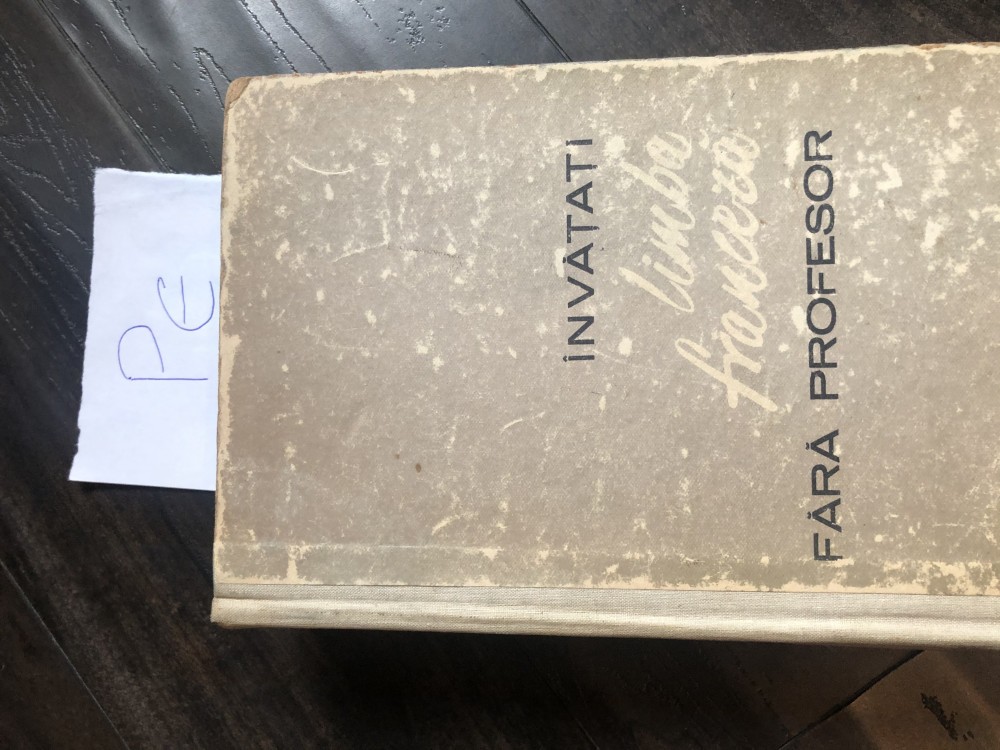 PE
ÎNVĂȚAȚI
limba
franceză
FĂRĂ PROFESOR